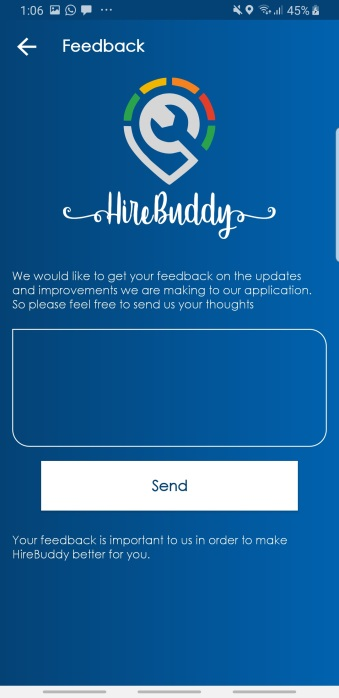 1:06
45%
Feedback
HireBuddy
We would like to get your feedback on the updates
and improvements we are making to our application.
So please feel free to send us your thoughts
Send
Your feedback is important to us in order to make
HireBuddy better for you.